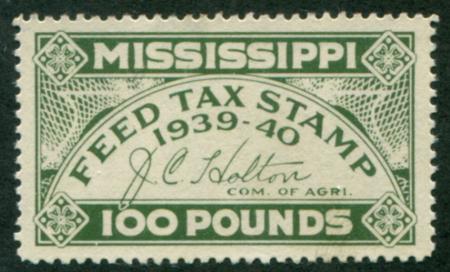 MISSISSIPPI
FEED TAX STAMP
1939-40
J. C. Holton
COM. OF AGRI.
100 POUNDS